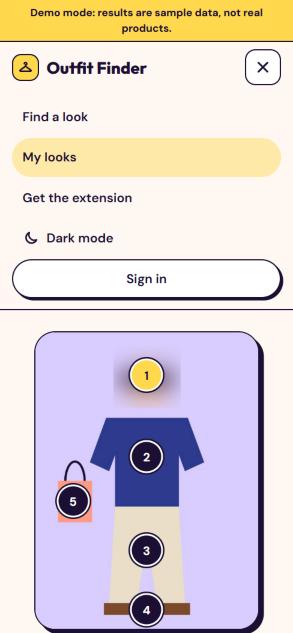 Demo mode: results are sample data, not real
products.
Outfit Finder
Find a look
My looks
Get the extension
Dark mode
Sign in
1
2
5
3
4